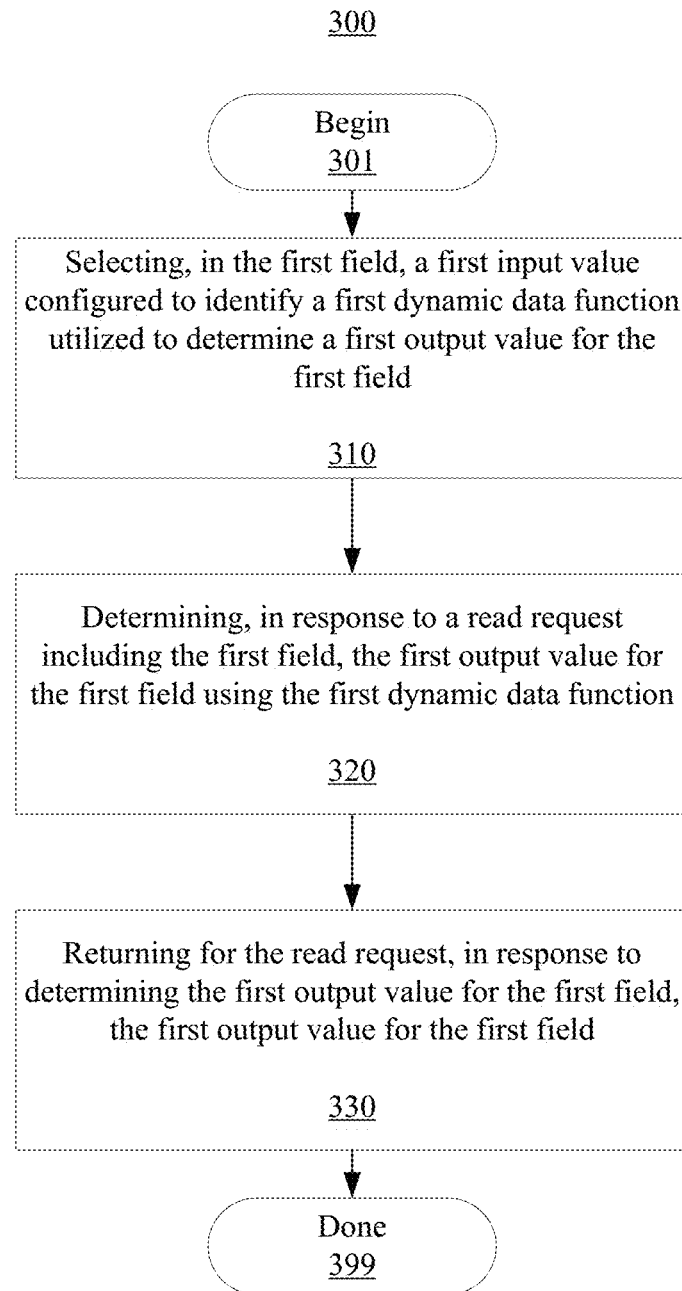 300
Begin
301
Selecting, in the first field, a first input value
configured to identify a first dynamic data function
utilized to determine a first output value for the
first field
310
Determining, in response to a read request
including the first field, the first output value for
the first field using the first dynamic data function
320
Returning for the read request, in response to
determining the first output value for the first field,
the first output value for the first field
330
Done
399